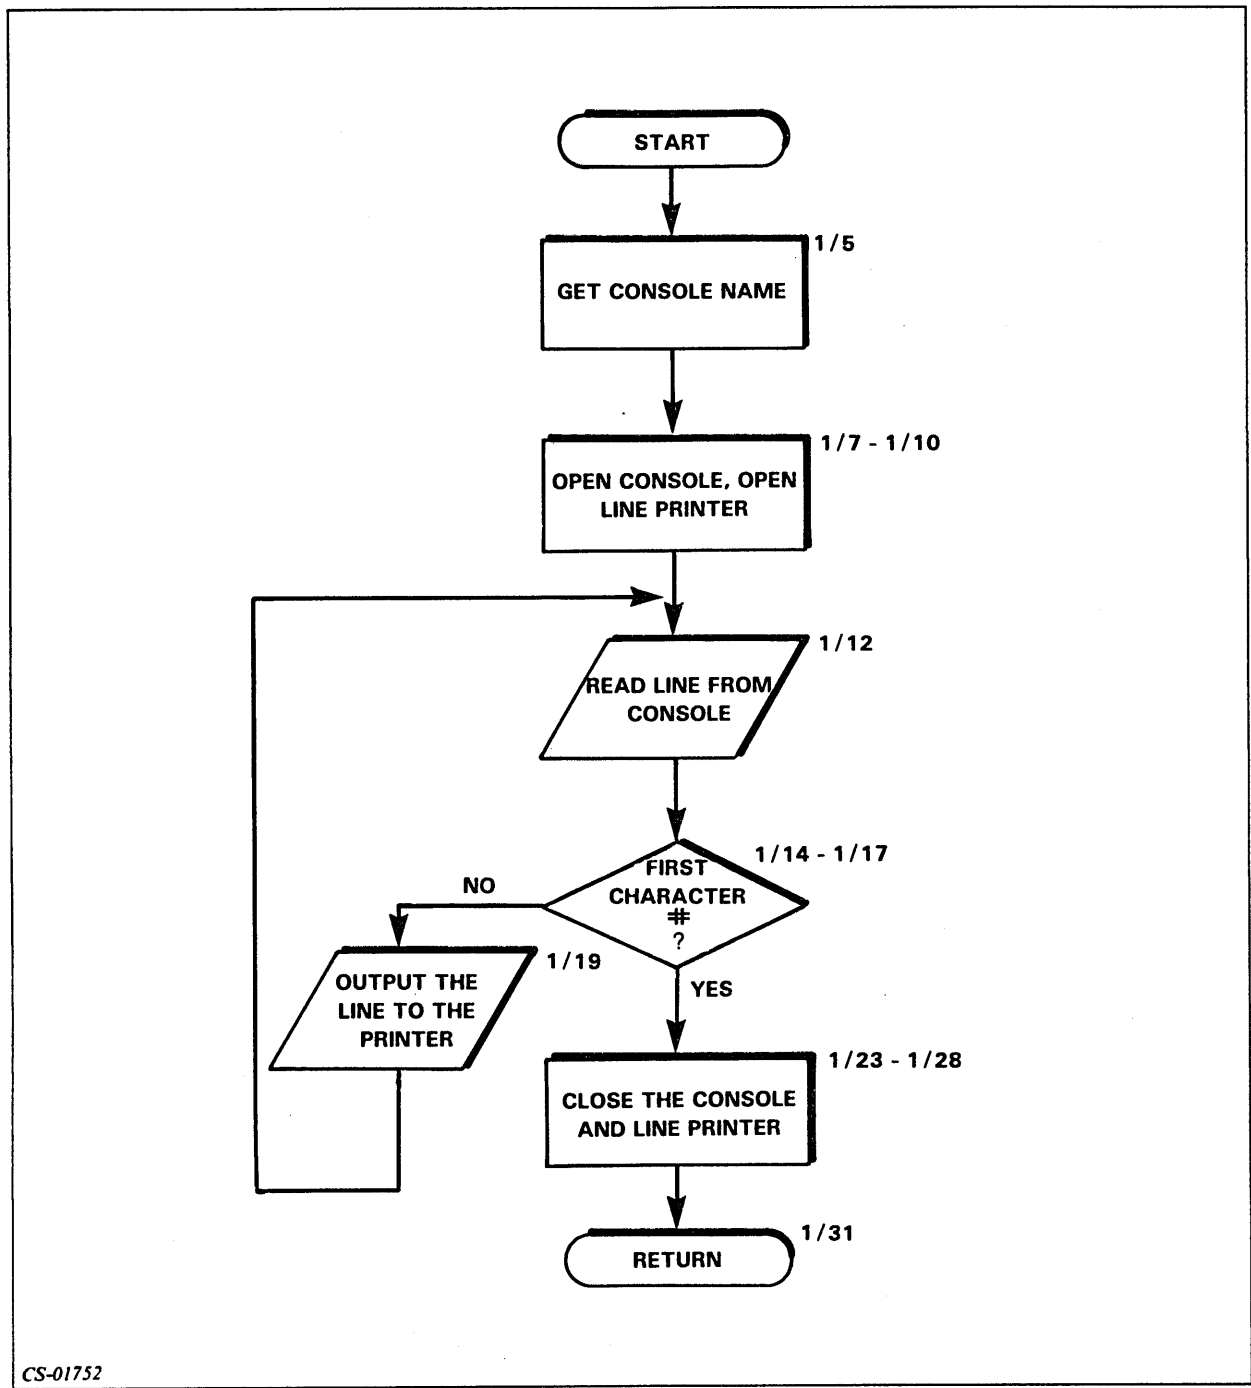 START
1/5
GET CONSOLE NAME
1/7 - 1/10
OPEN CONSOLE, OPEN
LINE PRINTER
1/12
READ LINE FROM
CONSOLE
1/14 - 1/17
FIRST
CHARACTER
#
?
NO
1/19
OUTPUT THE
LINE TO THE
PRINTER
YES
1/23 - 1/28
CLOSE THE CONSOLE
AND LINE PRINTER
1/31
RETURN
CS-01752